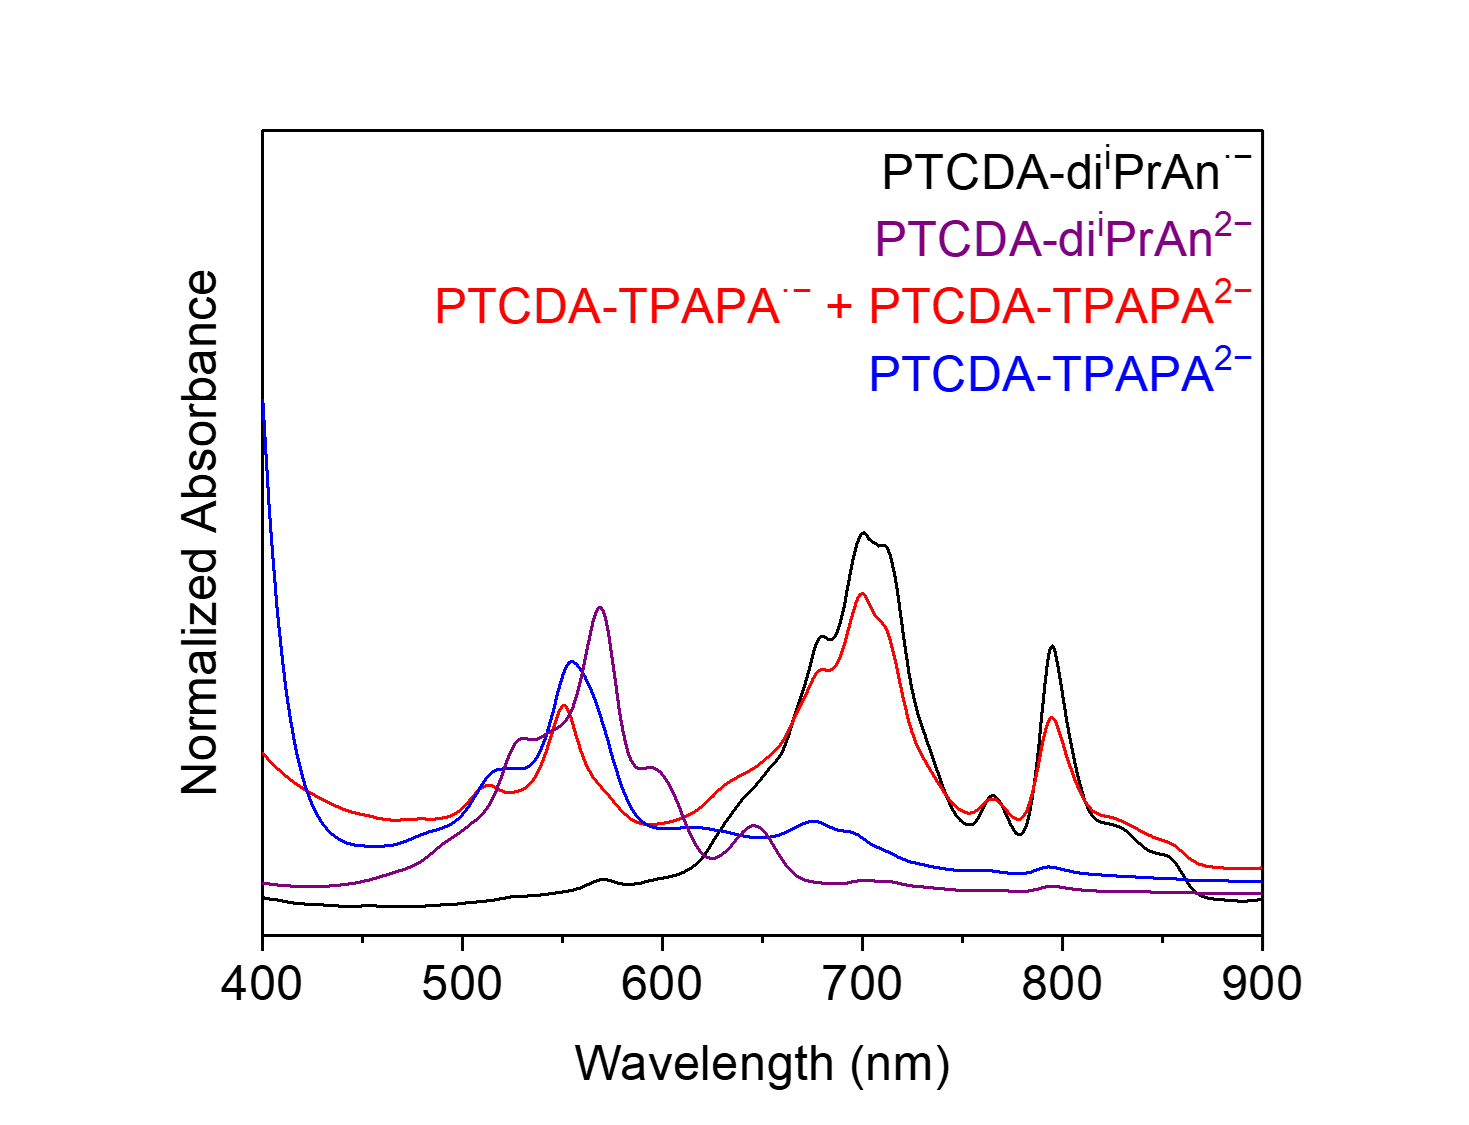 PTCDA-diⁱPrAn˙⁻
PTCDA-diⁱPrAn²⁻
PTCDA-TPAPA˙⁻ + PTCDA-TPAPA²⁻
PTCDA-TPAPA²⁻
Normalized Absorbance
400 500 600 700 800 900
Wavelength (nm)